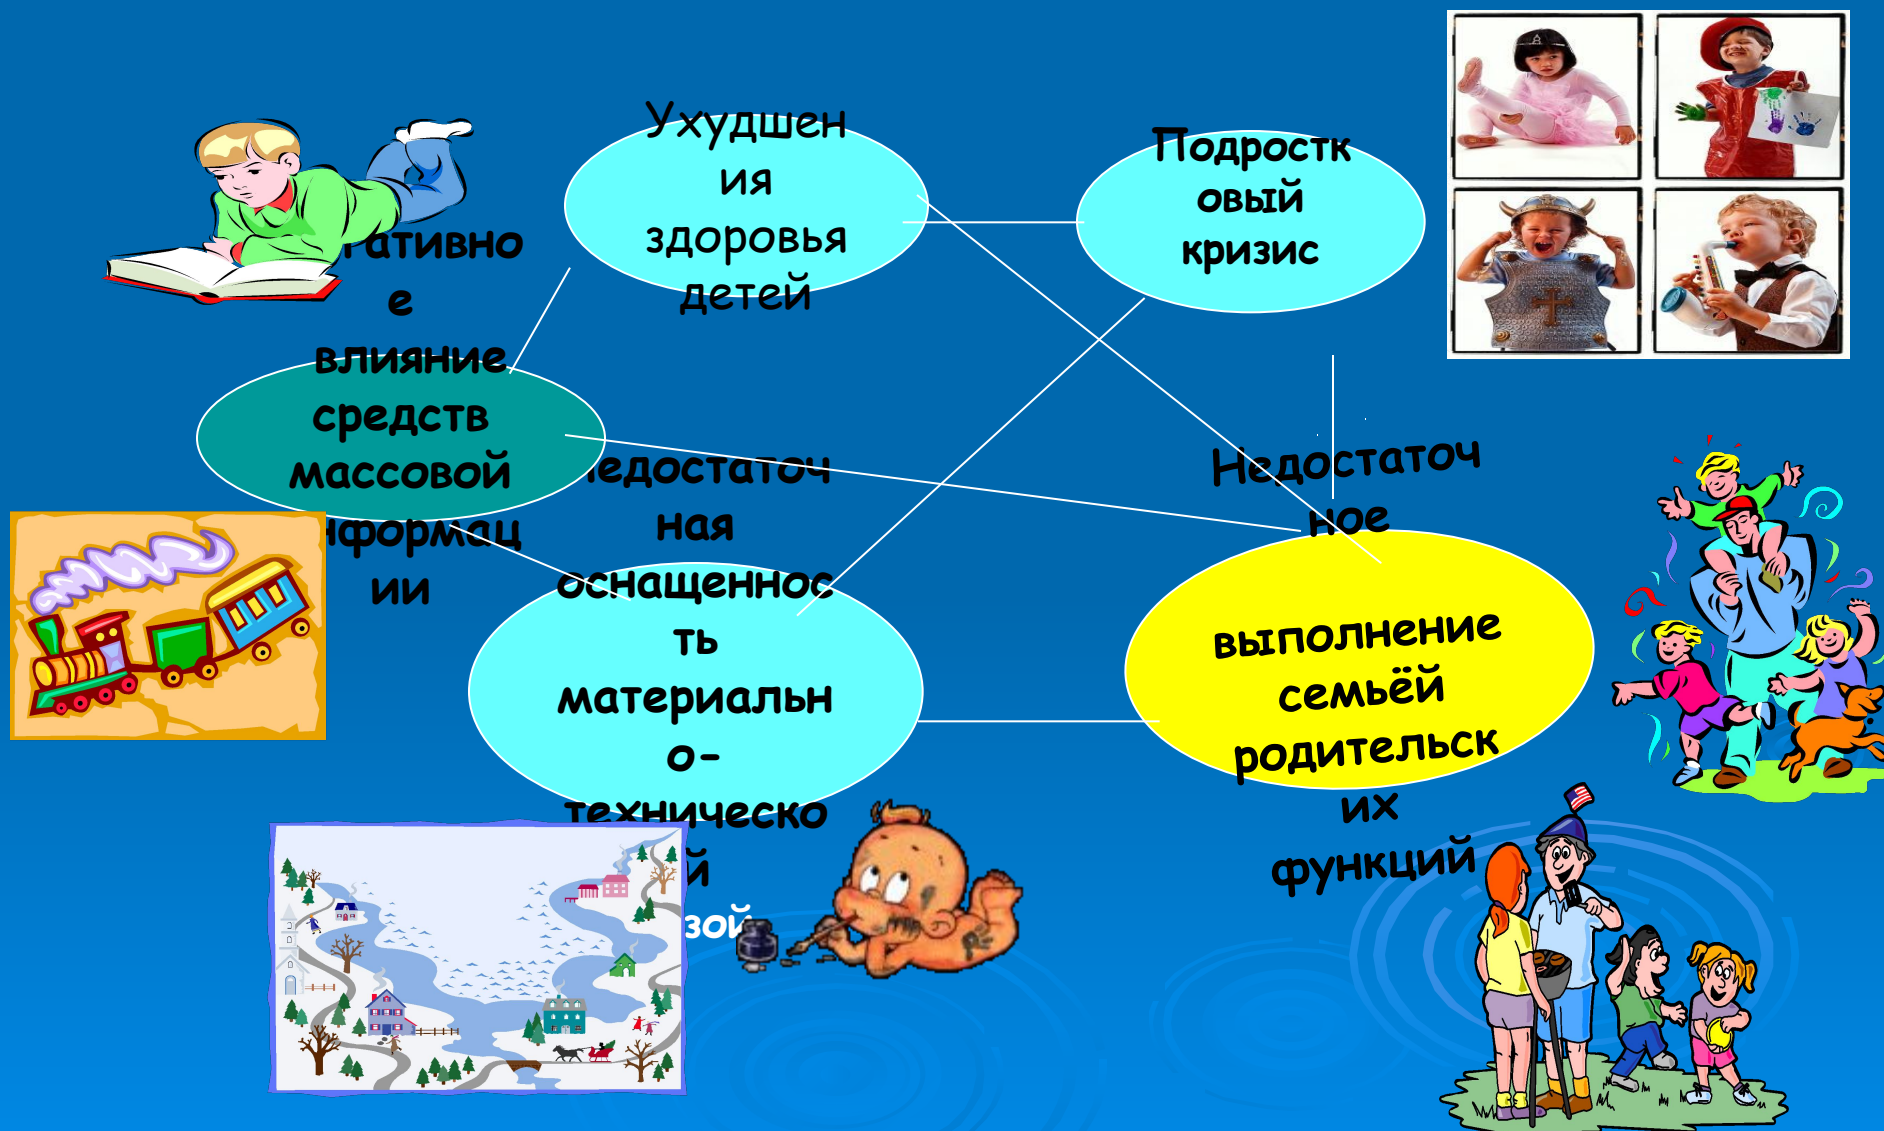 Ухудшен
ия
здоровья
детей
Подростк
овый
кризис
гативно
е
влияние
средств
массовой
нформац
ии
едостаточ
ная
оснащеннос
ть
материальн
о-
техническо
й
зой
Недостаточ
ное
выполнение
семьёй
родительск
их
функций